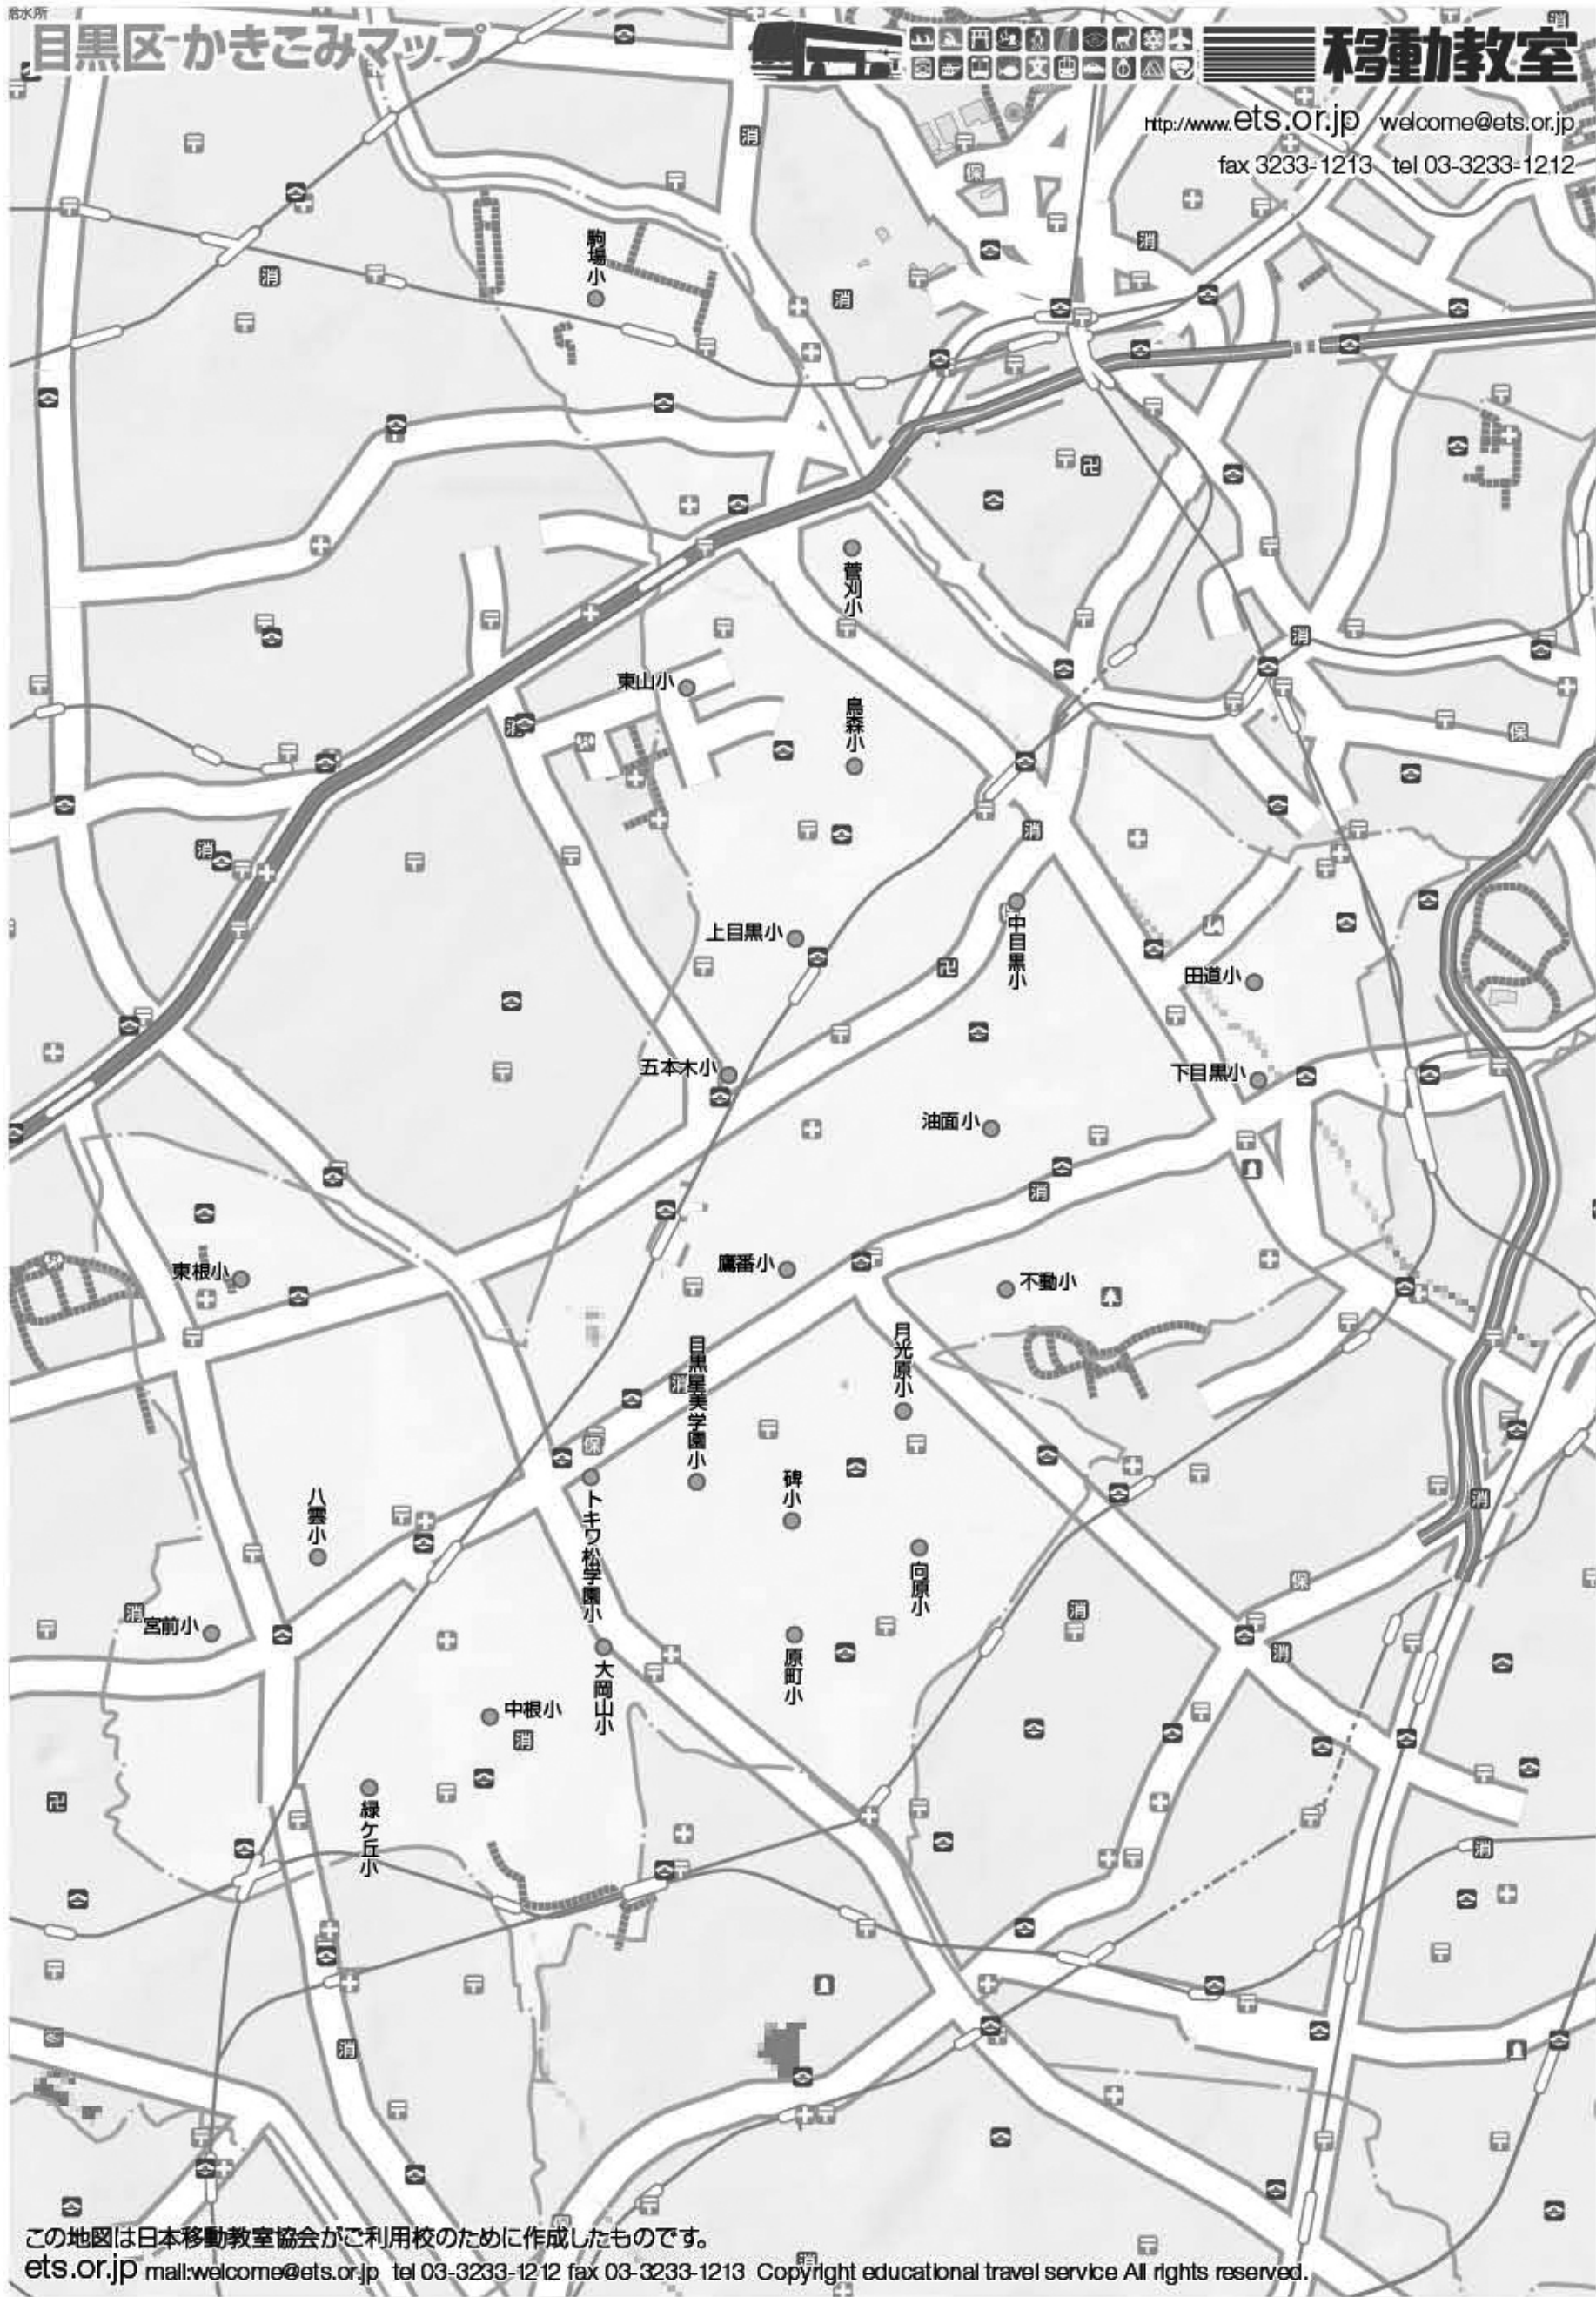 給水所
目黒区 かきこみマップ
移動教室
http://www.ets.or.jp welcome@ets.or.jp
fax 3233-1213 tel 03-3233-1212
駒場小
菅刈小
東山小
烏森小
上目黒小
中目黒小
田道小
五本木小
下目黒小
油面小
東根小
鷹番小
不動小
月光原小
目黒星美学園小
碑小
八雲小
トキワ松学園小
向原小
宮前小
原町小
大岡山小
中根小
緑ケ丘小
この地図は日本移動教室協会がご利用校のために作成したものです。
ets.or.jp mail:welcome@ets.or.jp tel 03-3233-1212 fax 03-3233-1213 Copyright educational travel service All rights reserved.